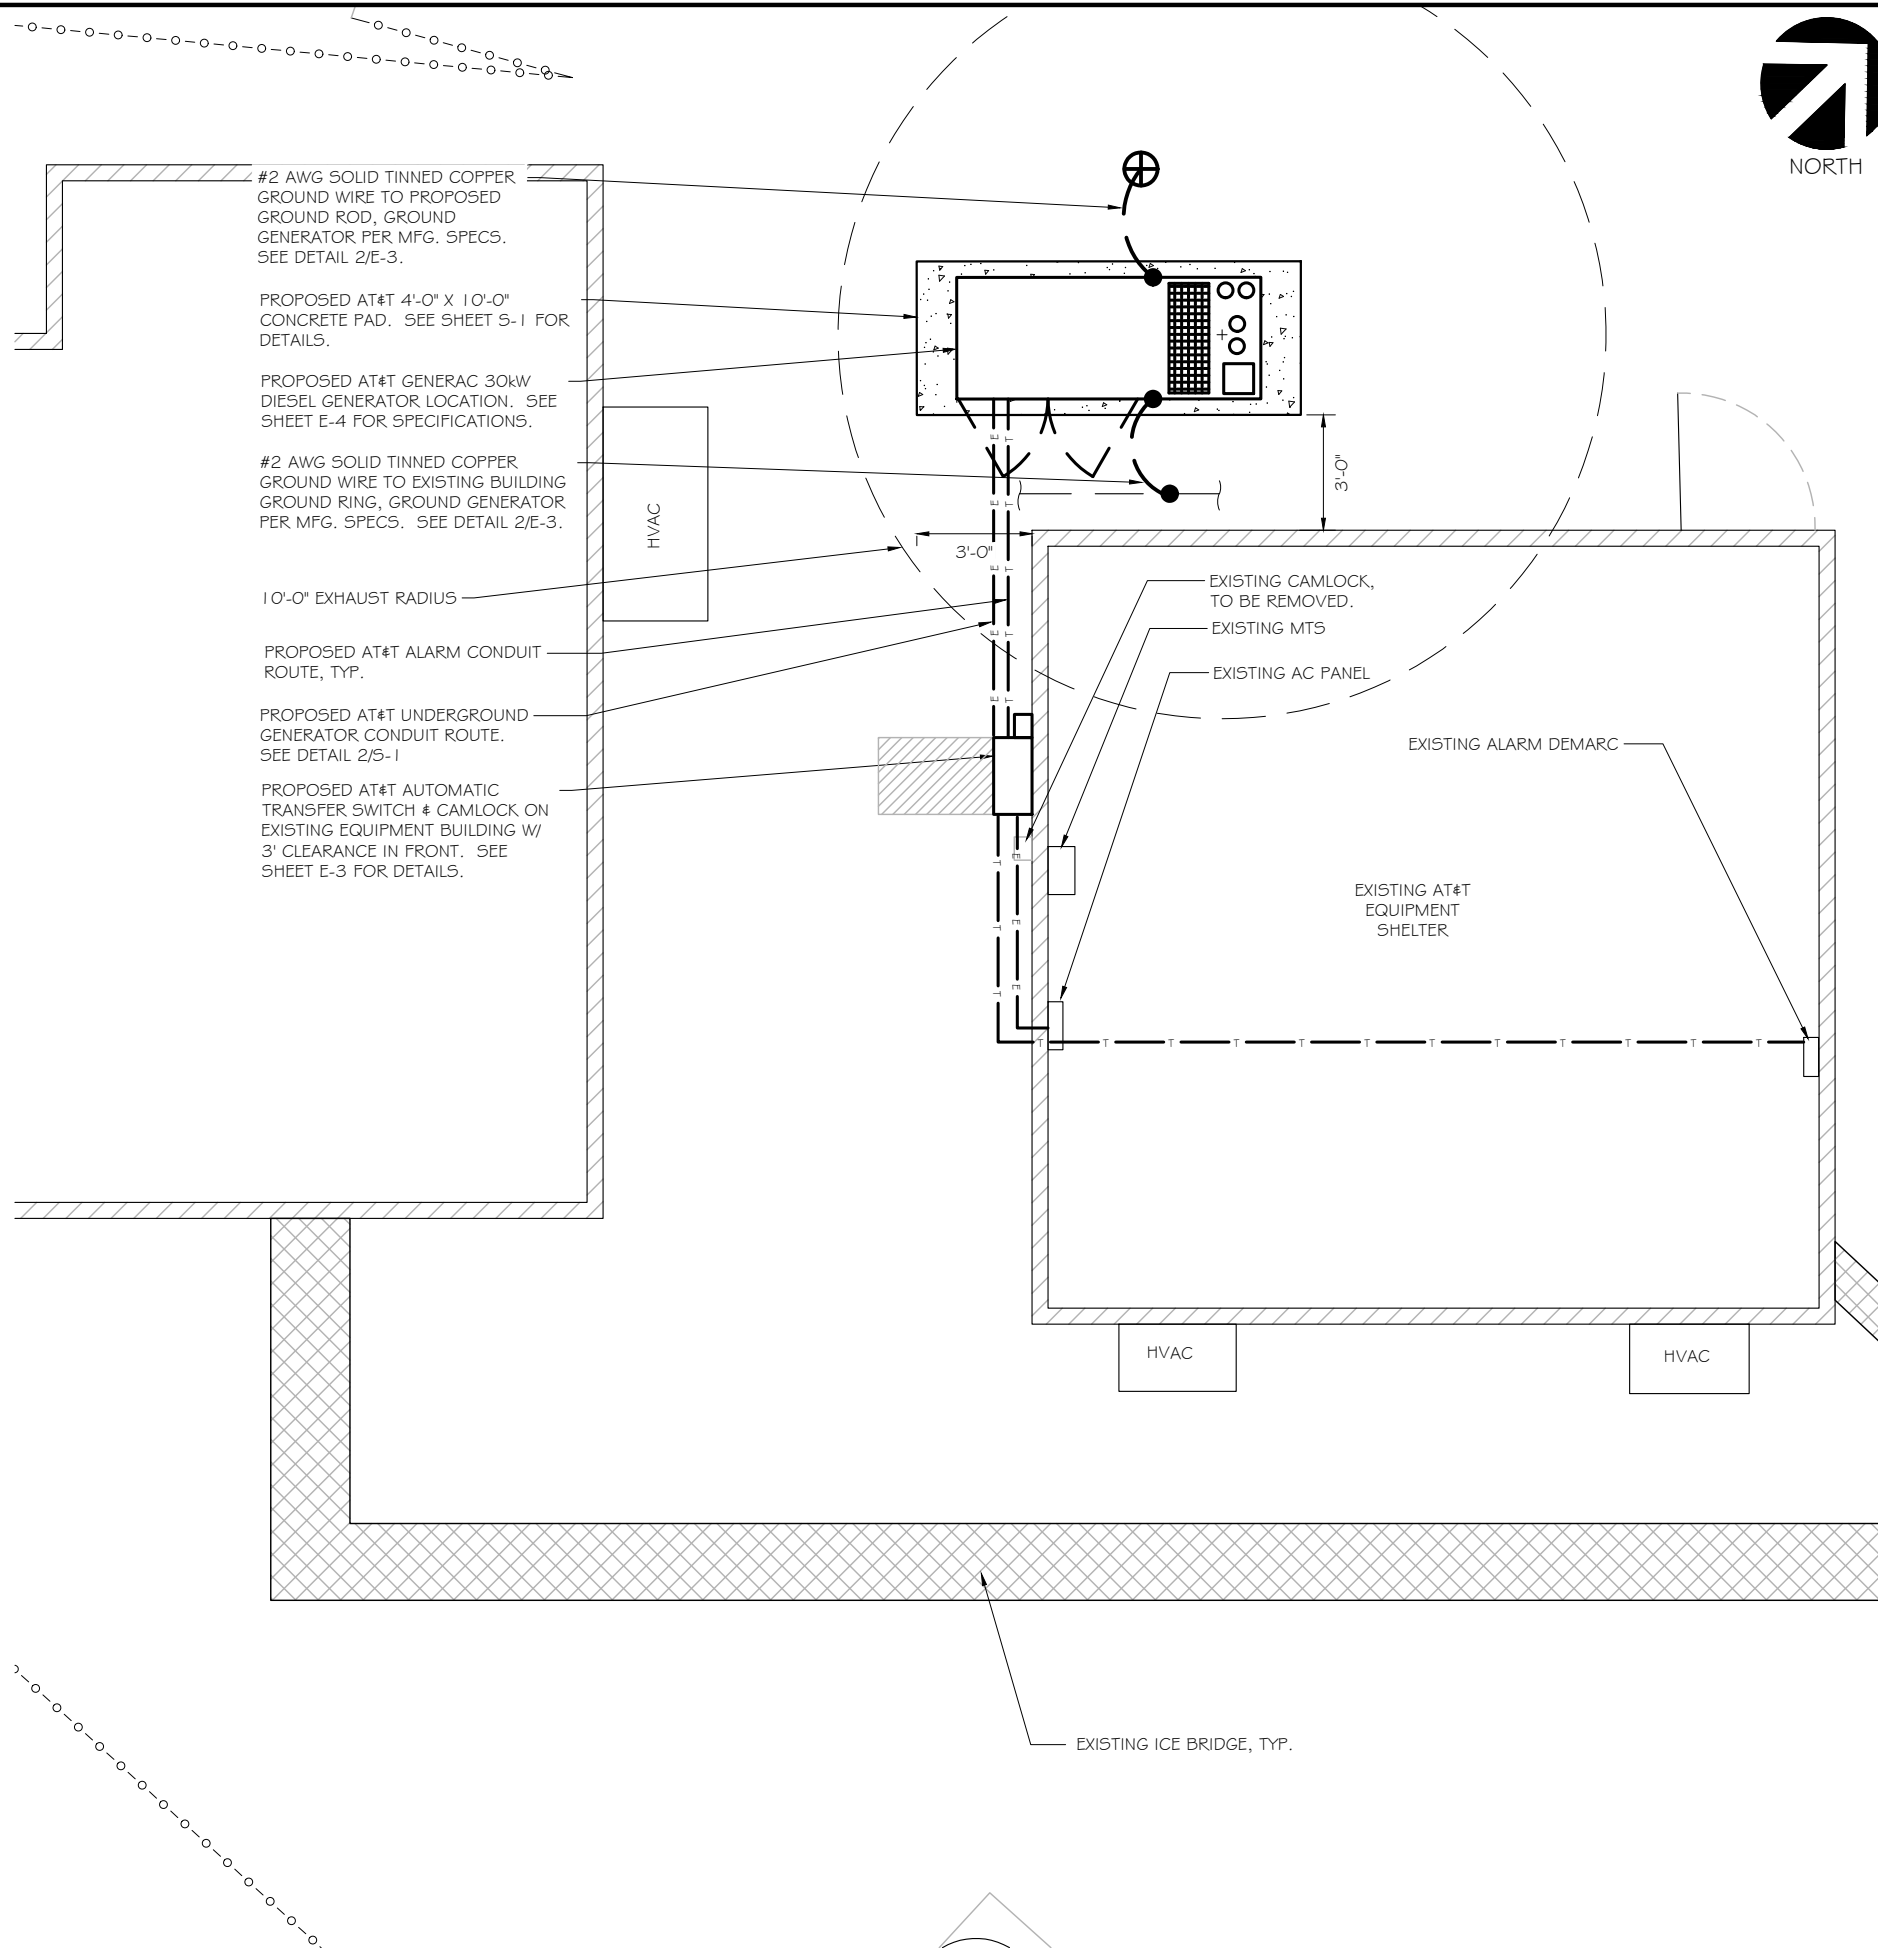 NORTH
#2 AWG SOLID TINNED COPPER
GROUND WIRE TO PROPOSED
GROUND ROD, GROUND
GENERATOR PER MFG. SPECS.
SEE DETAIL 2/E-3.
PROPOSED AT&T 4'-0" X 10'-0"
CONCRETE PAD. SEE SHEET S-1 FOR
DETAILS.
PROPOSED AT&T GENERAC 30kW
DIESEL GENERATOR LOCATION. SEE
SHEET E-4 FOR SPECIFICATIONS.
#2 AWG SOLID TINNED COPPER
GROUND WIRE TO EXISTING BUILDING
GROUND RING, GROUND GENERATOR
PER MFG. SPECS. SEE DETAIL 2/E-3.
10'-0" EXHAUST RADIUS
PROPOSED AT&T ALARM CONDUIT
ROUTE, TYP.
PROPOSED AT&T UNDERGROUND
GENERATOR CONDUIT ROUTE.
SEE DETAIL 2/S-1
PROPOSED AT&T AUTOMATIC
TRANSFER SWITCH & CAMLOCK ON
EXISTING EQUIPMENT BUILDING W/
3' CLEARANCE IN FRONT. SEE
SHEET E-3 FOR DETAILS.
HVAC
3'-0"
3'-0"
E T
E T
E T
E T
E T
EXISTING CAMLOCK,
TO BE REMOVED.
EXISTING MTS
EXISTING AC PANEL
EXISTING ALARM DEMARC
EXISTING AT&T
EQUIPMENT
SHELTER
T E
T E
T E
T T T T T T T T T T T T
HVAC
HVAC
EXISTING ICE BRIDGE, TYP.